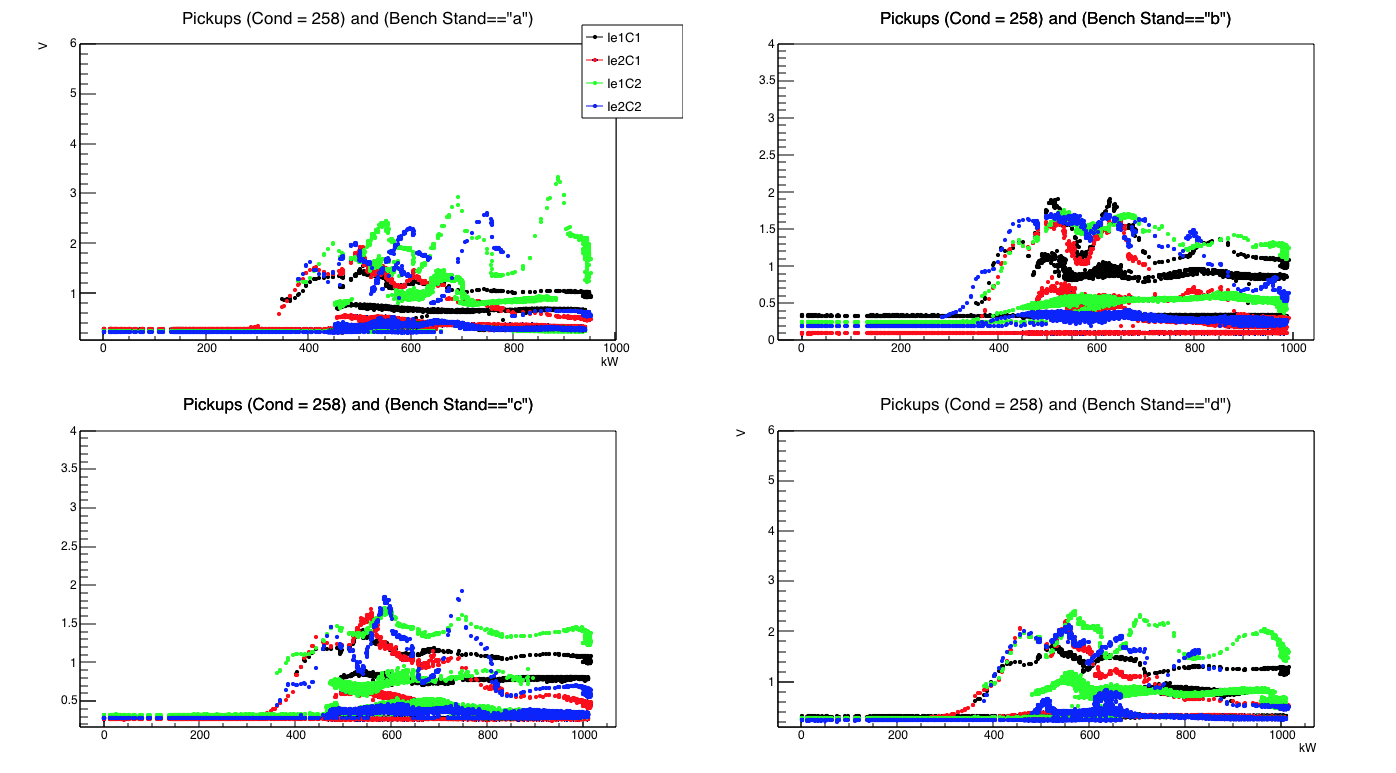 Pickups (Cond = 258) and (Bench Stand=="a")
V
6
5
4
3
2
1
0 200 400 600 800 1000
kW
le1C1
le2C1
le1C2
le2C2
Pickups (Cond = 258) and (Bench Stand=="b")
4
3.5
3
2.5
2
1.5
1
0.5
0
0 200 400 600 800 1000
Pickups (Cond = 258) and (Bench Stand=="c")
4
3.5
3
2.5
2
1.5
1
0.5
0 200 400 600 800 1000
Pickups (Cond = 258) and (Bench Stand=="d")
V
6
5
4
3
2
1
0 200 400 600 800 1000
kW